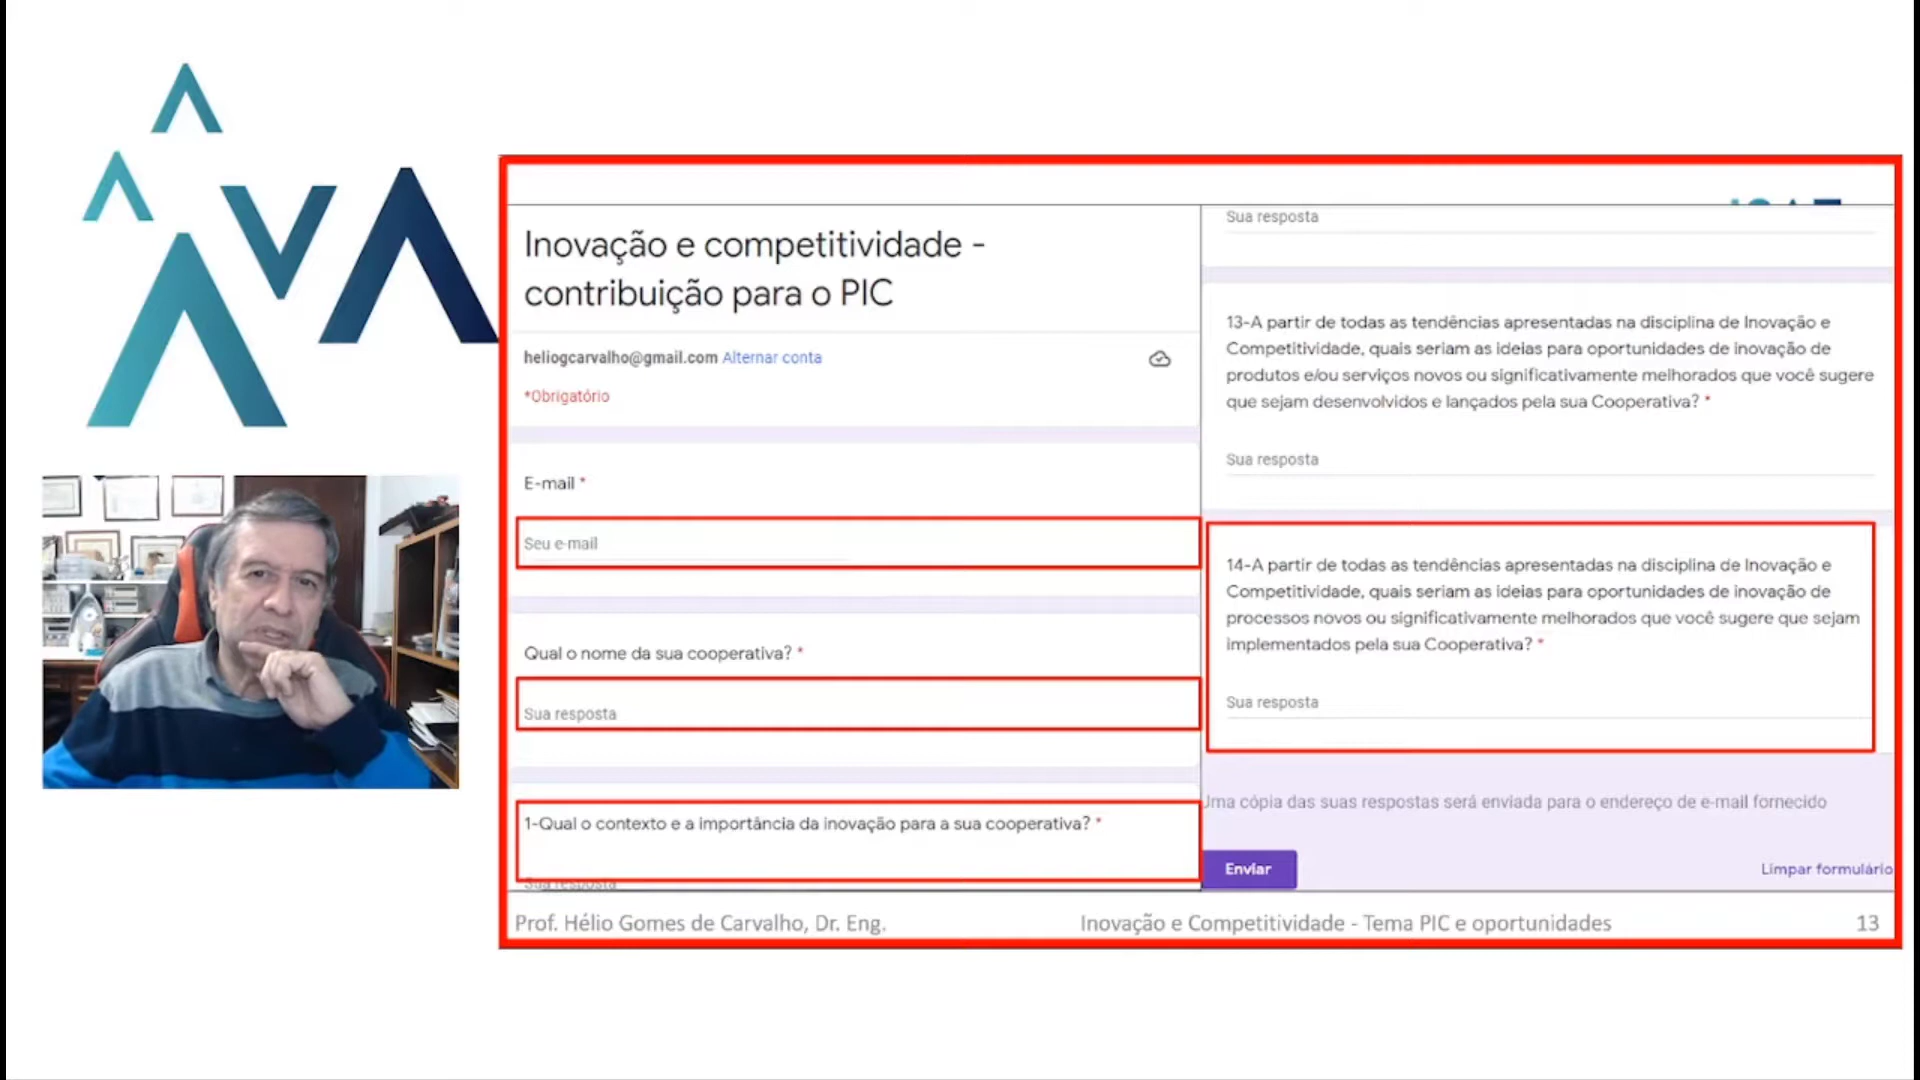 Inovação e competitividade -
contribuição para o PIC
heliogcarvalho@gmail.com Alternar conta
*Obrigatório
E-mail *
Seu e-mail
Qual o nome da sua cooperativa? *
Sua resposta
1-Qual o contexto e a importância da inovação para a sua cooperativa? *
Sua resposta
Sua resposta
13-A partir de todas as tendências apresentadas na disciplina de Inovação e
Competitividade, quais seriam as ideias para oportunidades de inovação de
produtos e/ou serviços novos ou significativamente melhorados que você sugere
que sejam desenvolvidos e lançados pela sua Cooperativa? *
Sua resposta
14-A partir de todas as tendências apresentadas na disciplina de Inovação e
Competitividade, quais seriam as ideias para oportunidades de inovação de
processos novos ou significativamente melhorados que você sugere que sejam
implementados pela sua Cooperativa? *
Sua resposta
Uma cópia das suas respostas será enviada para o endereço de e-mail fornecido
Enviar
Limpar formulário
Prof. Hélio Gomes de Carvalho, Dr. Eng.
Inovação e Competitividade - Tema PIC e oportunidades
13